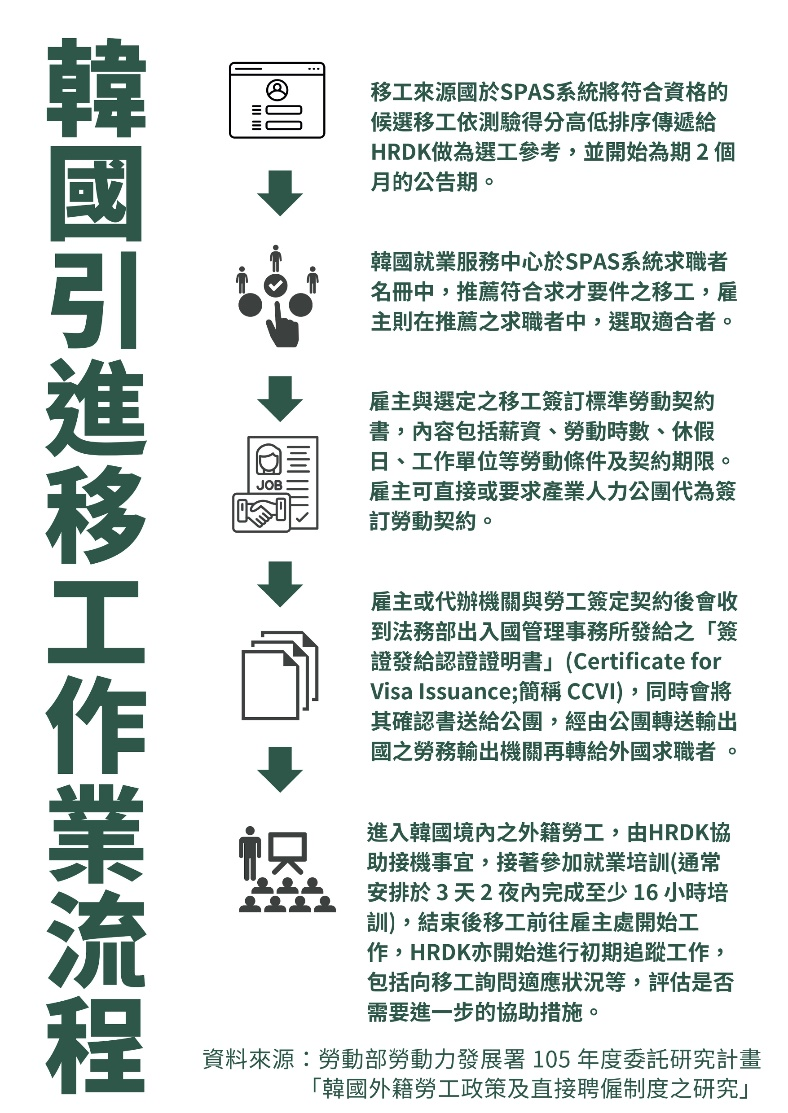 韓國引進移工作業流程
移工來源國於SPAS系統將符合資格的
候選移工依測驗得分高低排序傳遞給
HRDK做為選工參考，並開始為期 2 個
月的公告期。
韓國就業服務中心於SPAS系統求職者
名冊中，推薦符合求才要件之移工，雇
主則在推薦之求職者中，選取適合者。
雇主與選定之移工簽訂標準勞動契約
書，內容包括薪資、勞動時數、休假
日、工作單位等勞動條件及契約期限。
雇主可直接或要求產業人力公團代為簽
訂勞動契約。
JOB
雇主或代辦機關與勞工簽定契約後會收
到法務部出入國管理事務所發給之「簽
證發給認證證明書」(Certificate for
Visa Issuance;簡稱 CCVI)，同時會將
其確認書送給公團，經由公團轉送輸出
國之勞務輸出機關再轉給外國求職者 。
進入韓國境內之外籍勞工，由HRDK協
助接機事宜，接著參加就業培訓(通常
安排於 3 天 2 夜內完成至少 16 小時培
訓)，結束後移工前往雇主處開始工
作，HRDK亦開始進行初期追蹤工作，
包括向移工詢問適應狀況等，評估是否
需要進一步的協助措施。
資料來源：勞動部勞動力發展署 105 年度委託研究計畫
「韓國外籍勞工政策及直接聘僱制度之研究」